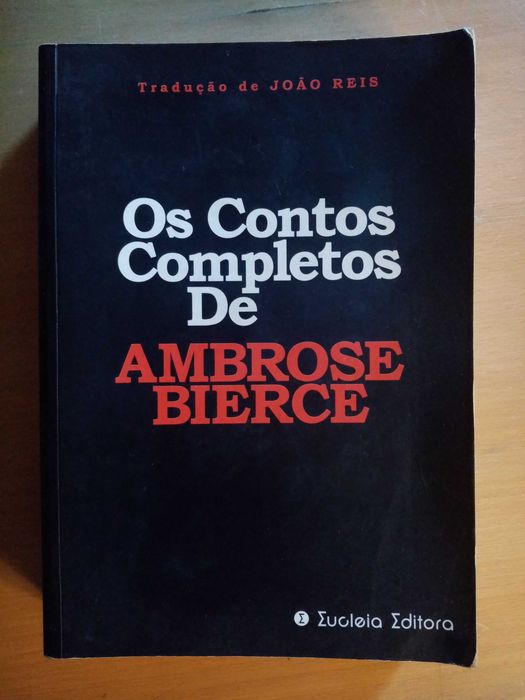 Tradução de JOÃO REIS
Os Contos
Completos
De
AMBROSE
BIERCE
Σ Eucleia Editora